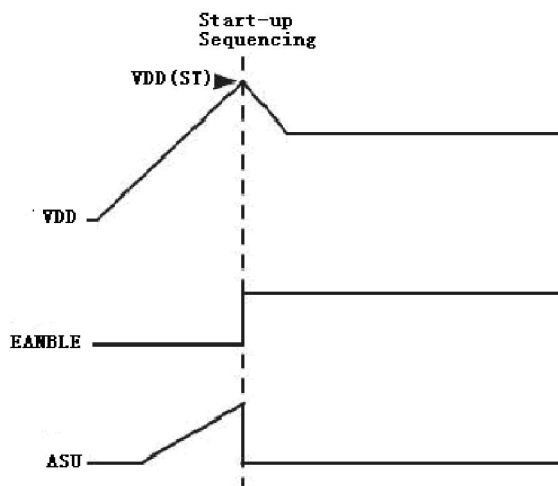 Start-up
Sequencing
VDD(ST)
VDD
EANBLE
ASU